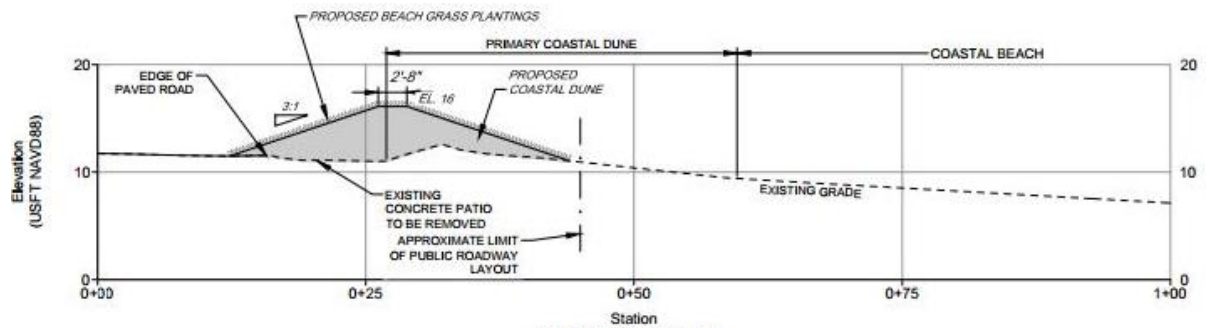 PROPOSED BEACH GRASS PLANTINGS
PRIMARY COASTAL DUNE
COASTAL BEACH
20
EDGE OF
PAVED ROAD
2'-8"
PROPOSED
COASTAL DUNE
20
3:1
EL. 16
Elevation
(USFT NAVD88)
10
10
EXISTING
CONCRETE PATIO
TO BE REMOVED
EXISTING GRADE
APPROXIMATE LIMIT
OF PUBLIC ROADWAY
LAYOUT
0
0
0+00
0+25
0+50
0+75
1+00
Station